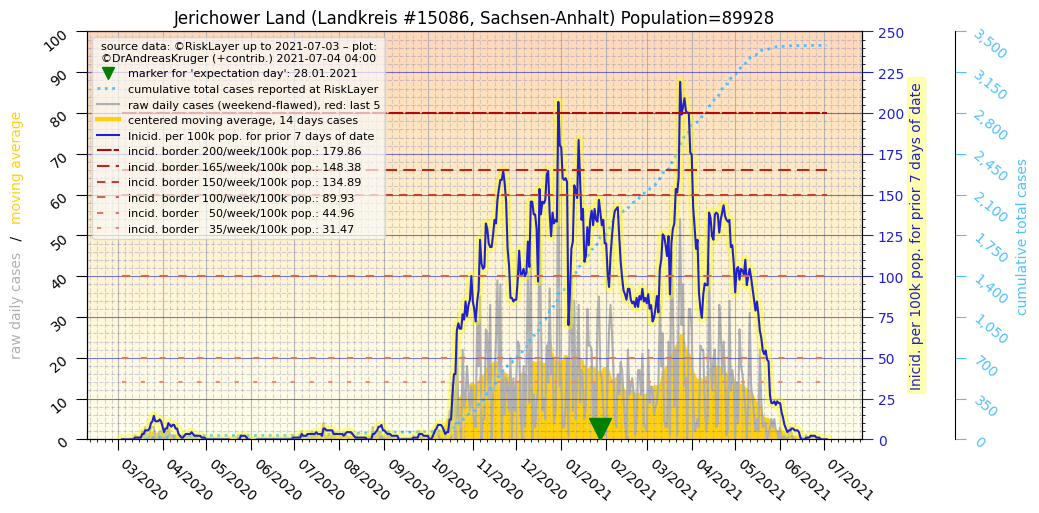 Jerichower Land (Landkreis #15086, Sachsen-Anhalt) Population=89928
source data: ©RiskLayer up to 2021-07-03 – plot:
©DrAndreasKruger (+contrib.) 2021-07-04 04:00
marker for 'expectation day': 28.01.2021
cumulative total cases reported at RiskLayer
raw daily cases (weekend-flawed), red: last 5
centered moving average, 14 days cases
Inicid. per 100k pop. for prior 7 days of date
incid. border 200/week/100k pop.: 179.86
incid. border 165/week/100k pop.: 148.38
incid. border 150/week/100k pop.: 134.89
incid. border 100/week/100k pop.: 89.93
incid. border   50/week/100k pop.: 44.96
incid. border   35/week/100k pop.: 31.47
raw daily cases  /  moving average
100
90
80
70
60
50
40
30
20
10
0
250
225
200
175
150
125
100
75
50
25
0
Inicid. per 100k pop. for prior 7 days of date
3,500
3,150
2,800
2,450
2,100
1,750
1,400
1,050
700
350
0
cumulative total cases
03/2020
04/2020
05/2020
06/2020
07/2020
08/2020
09/2020
10/2020
11/2020
12/2020
01/2021
02/2021
03/2021
04/2021
05/2021
06/2021
07/2021